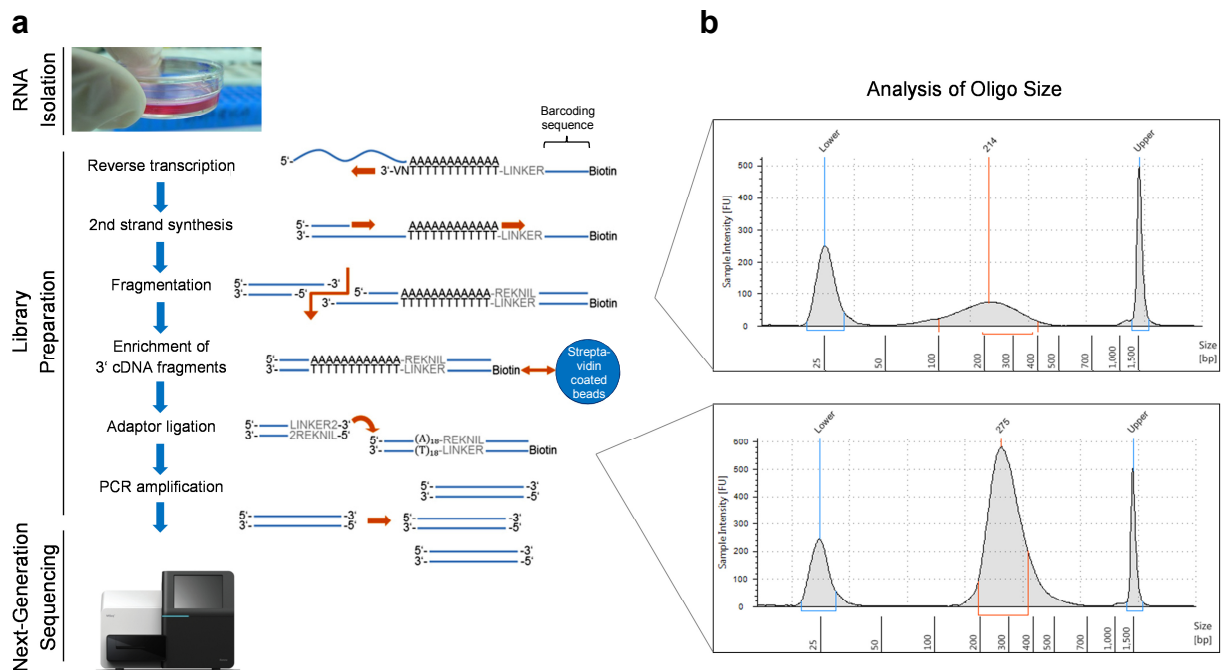 a
RNA
Isolation
Library
Preparation
Next-Generation
Sequencing
Reverse transcription
2nd strand synthesis
Fragmentation
Enrichment of
3‘ cDNA fragments
Adaptor ligation
PCR amplification
Barcoding
sequence
5'-
AAAAAAAAAAAA
3'-VNTTTTTTTTTTTT-LINKER
Biotin
5'-
AAAAAAAAAAAA
3'-
TTTTTTTTTTTT-LINKER
Biotin
5'-
-3'
3'-
-5'
5'-
AAAAAAAAAAAA-REKNIL
3'-
TTTTTTTTTTTT-LINKER
Biotin
5'-
AAAAAAAAAAAA-REKNIL
3'-
TTTTTTTTTTTT-LINKER
Biotin
Strepta-
vidin
coated
beads
5'-
LINKER2-3'
3'-
2REKNIL-5'
5'-
(A)18-REKNIL
3'-
(T)18-LINKER
Biotin
5'-
-3'
3'-
-5'
5'-
-3'
3'-
-5'
5'-
-3'
3'-
-5'
5'-
-3'
3'-
-5'
b
Analysis of Oligo Size
Lower
214
Upper
Sample Intensity [FU]
500
400
300
200
100
0
25
50
100
200
300
400
500
700
1,000
1,500
Size
[bp]
Lower
275
Upper
Sample Intensity [FU]
600
500
400
300
200
100
0
25
50
100
200
300
400
500
700
1,000
1,500
Size
[bp]